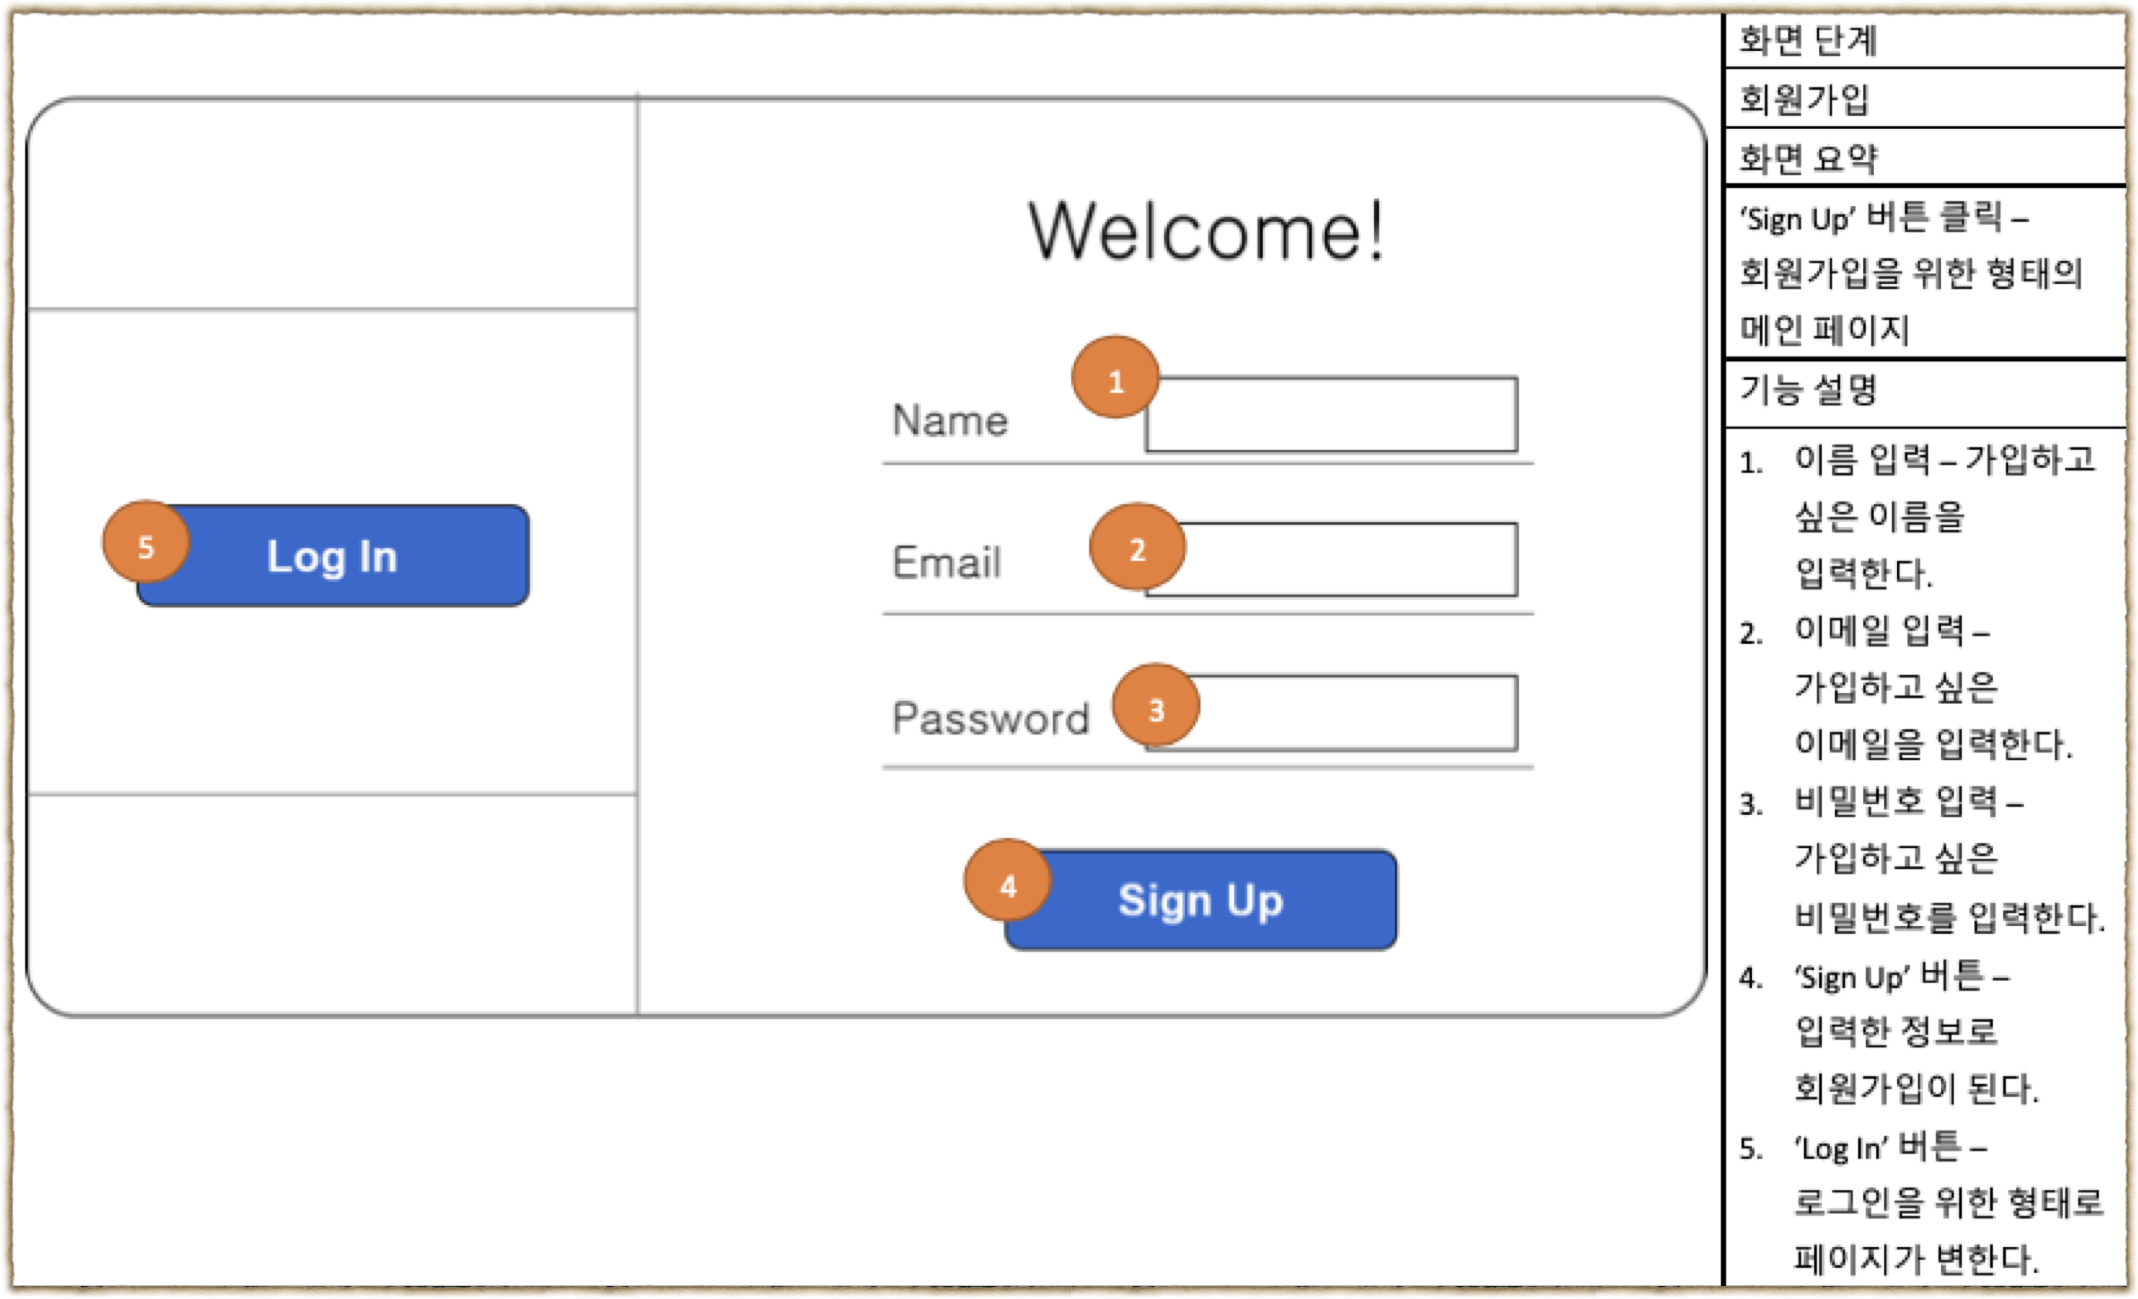 Welcome!
1
Name
2
Email
3
Password
4
Sign Up
5
Log In
화면 단계
회원가입
화면 요약
‘Sign Up’ 버튼 클릭 –
회원가입을 위한 형태의
메인 페이지
기능 설명
1. 이름 입력 – 가입하고
싶은 이름을
입력한다.
2. 이메일 입력 –
가입하고 싶은
이메일을 입력한다.
3. 비밀번호 입력 –
가입하고 싶은
비밀번호를 입력한다.
4. ‘Sign Up’ 버튼 –
입력한 정보로
회원가입이 된다.
5. ‘Log In’ 버튼 –
로그인을 위한 형태로
페이지가 변한다.